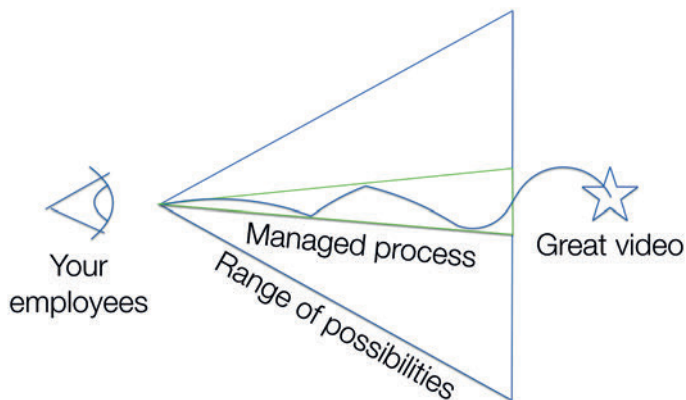 Your
employees
Managed process
Range of possibilities
Great video